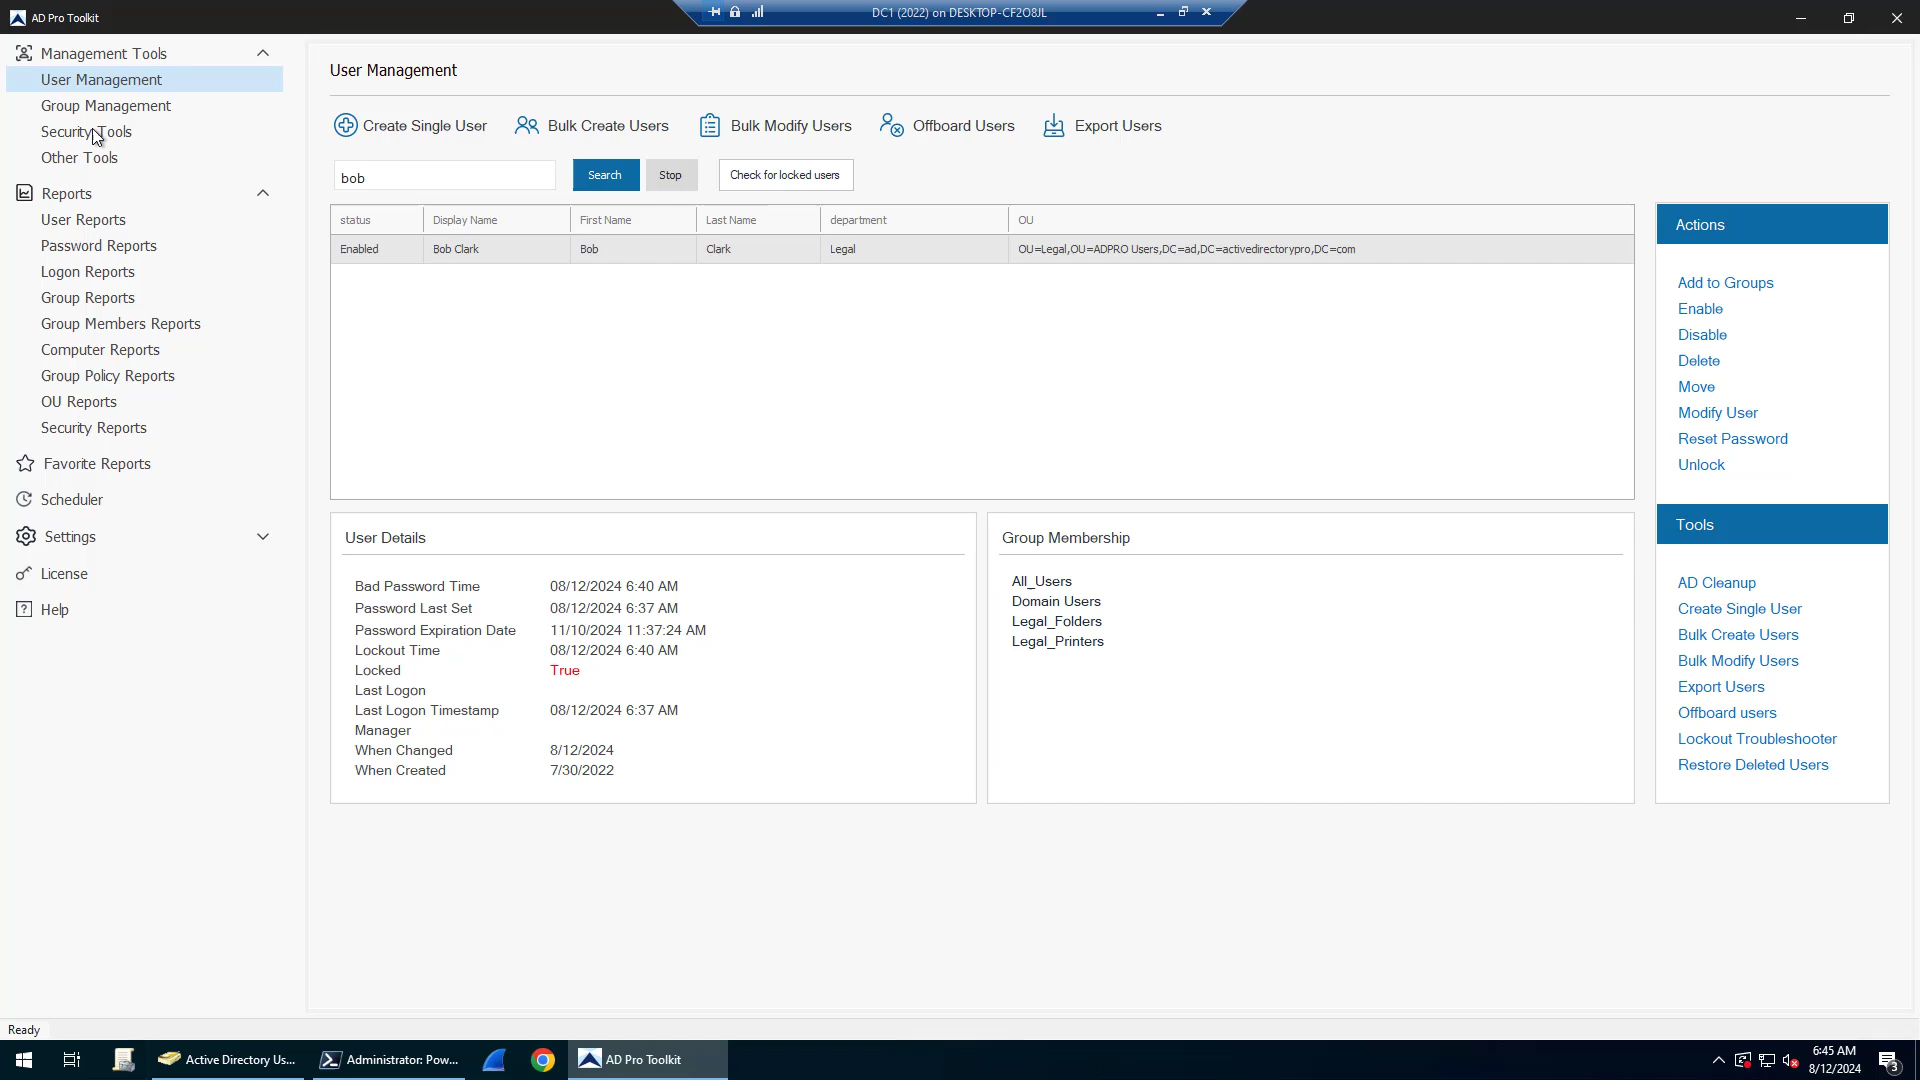 AD Pro Toolkit
DC1 (2022) on DESKTOP-CF2O8JL
Management Tools
User Management
Group Management
Security Tools
Other Tools
Reports
User Reports
Password Reports
Logon Reports
Group Reports
Group Members Reports
Computer Reports
Group Policy Reports
OU Reports
Security Reports
Favorite Reports
Scheduler
Settings
License
Help
User Management
Create Single User
Bulk Create Users
Bulk Modify Users
Offboard Users
Export Users
bob
Search
Stop
Check for locked users
status Display Name First Name Last Name department OU
Enabled Bob Clark Bob Clark Legal OU=Legal,OU=ADPRO Users,DC=ad,DC=activedirectorypro,DC=com
User Details
Bad Password Time 08/12/2024 6:40 AM
Password Last Set 08/12/2024 6:37 AM
Password Expiration Date 11/10/2024 11:37:24 AM
Lockout Time 08/12/2024 6:40 AM
Locked True
Last Logon
Last Logon Timestamp 08/12/2024 6:37 AM
Manager
When Changed 8/12/2024
When Created 7/30/2022
Group Membership
All_Users
Domain Users
Legal_Folders
Legal_Printers
Actions
Add to Groups
Enable
Disable
Delete
Move
Modify User
Reset Password
Unlock
Tools
AD Cleanup
Create Single User
Bulk Create Users
Bulk Modify Users
Export Users
Offboard users
Lockout Troubleshooter
Restore Deleted Users
Ready
Active Directory Us...
Administrator: Pow...
AD Pro Toolkit
6:45 AM
8/12/2024
3